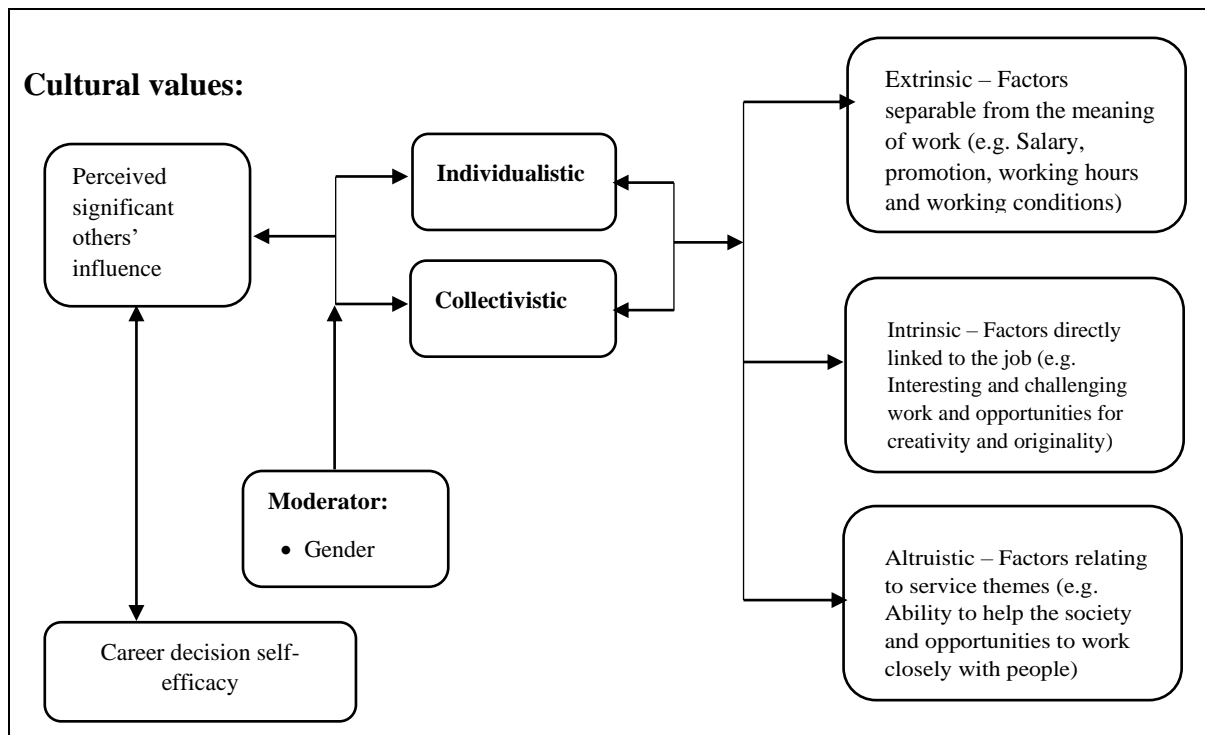 Cultural values:
Perceived
significant
others’
influence
Individualistic
Collectivistic
Moderator:
• Gender
Career decision self-
efficacy
Extrinsic – Factors
separable from the meaning
of work (e.g. Salary,
promotion, working hours
and working conditions)
Intrinsic – Factors directly
linked to the job (e.g.
Interesting and challenging
work and opportunities for
creativity and originality)
Altruistic – Factors relating
to service themes (e.g.
Ability to help the society
and opportunities to work
closely with people)